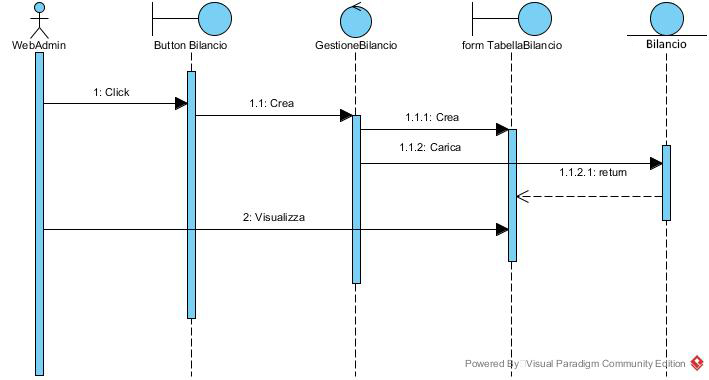 WebAdmin
Button Bilancio
GestioneBilancio
form TabellaBilancio
Bilancio
1: Click
1.1: Crea
1.1.1: Crea
1.1.2: Carica
1.1.2.1: return
2: Visualizza
Powered By Visual Paradigm Community Edition